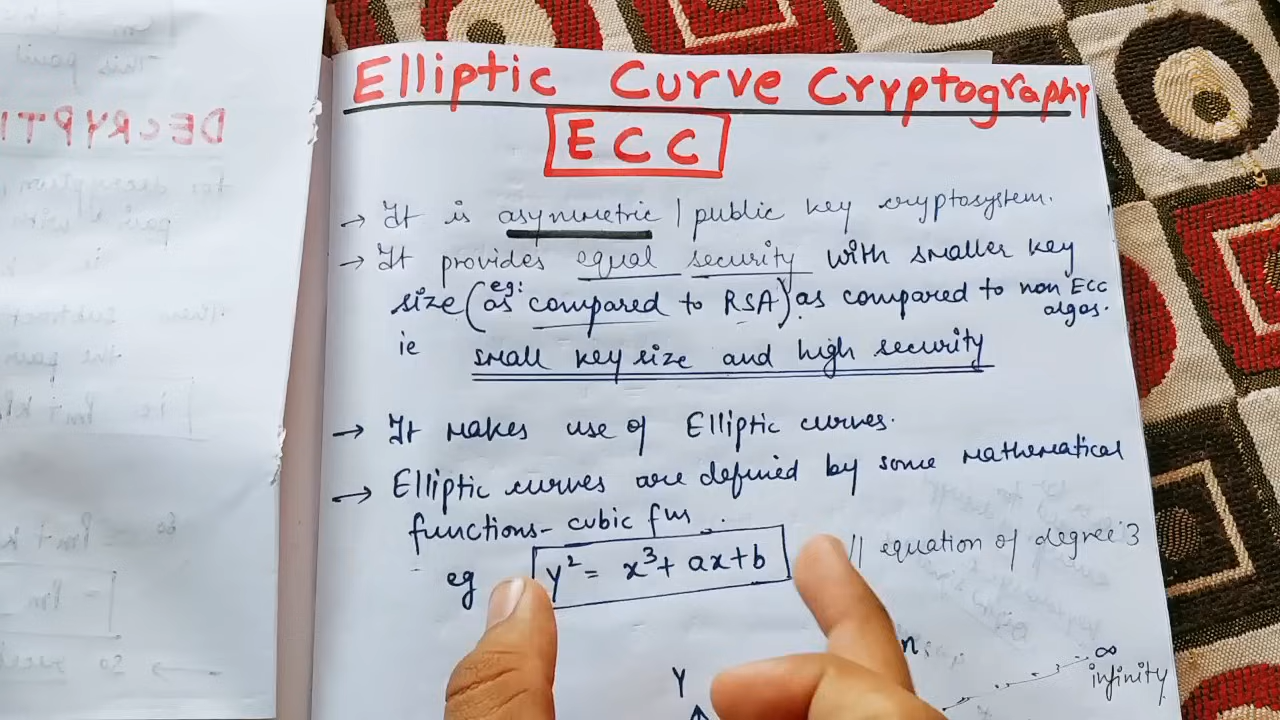 Elliptic Curve Cryptography
ECC
→ It is asymmetric / public key cryptosystem.
→ It provides equal security with smaller key
size (eg: as compared to RSA) as compared to non ECC algos.
ie small key size and high security
→ It makes use of Elliptic curves.
→ Elliptic curves are defined by some mathematical
functions - cubic fns.
eg y² = x³ + ax + b // equation of degree 3
∞
infinity
Y